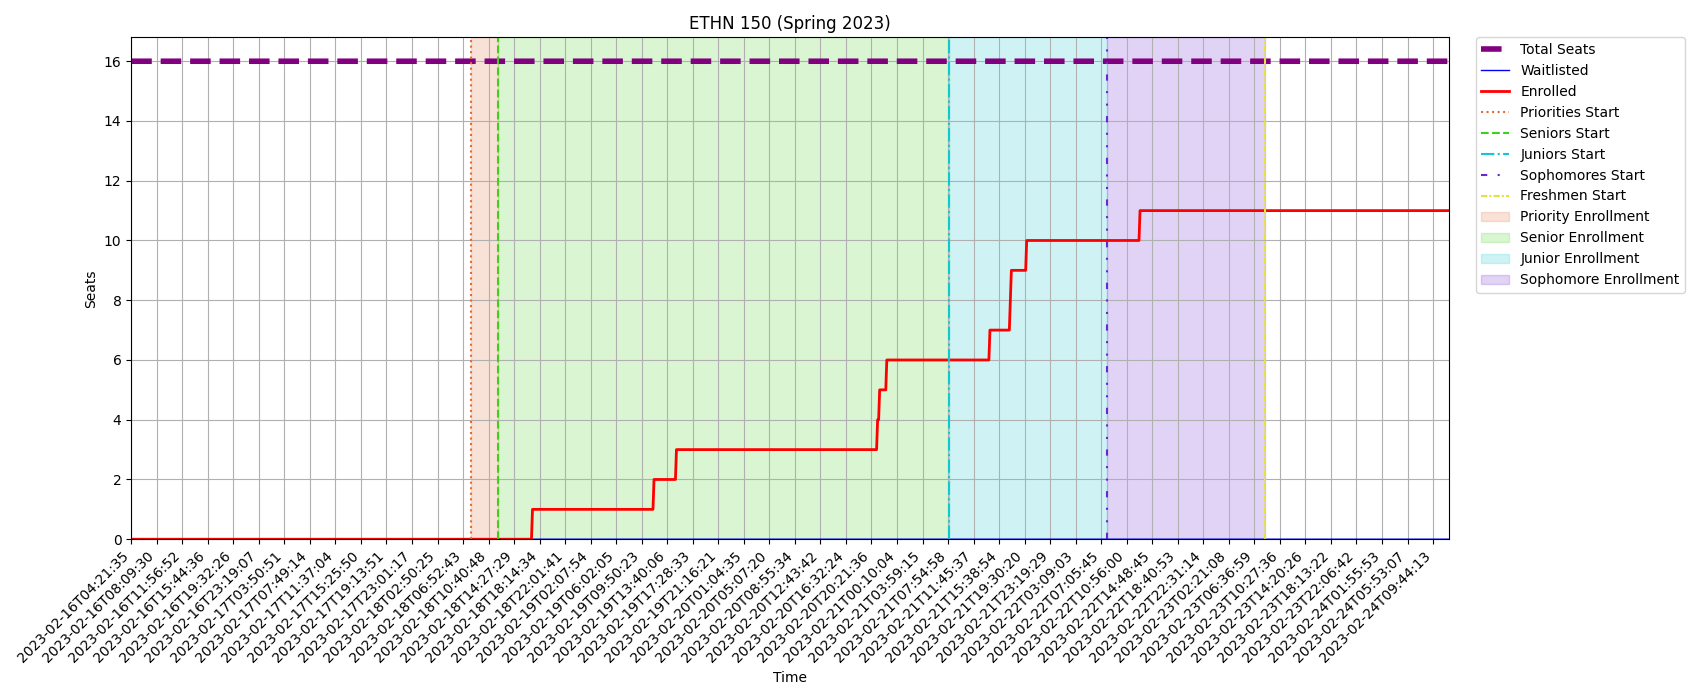 ETHN 150 (Spring 2023)
Seats
16
14
12
10
8
6
4
2
0
Total Seats
Waitlisted
Enrolled
Priorities Start
Seniors Start
Juniors Start
Sophomores Start
Freshmen Start
Priority Enrollment
Senior Enrollment
Junior Enrollment
Sophomore Enrollment
2023-02-16T04:21:35
2023-02-16T08:09:30
2023-02-16T11:56:52
2023-02-16T15:44:36
2023-02-16T19:32:26
2023-02-16T23:19:07
2023-02-17T03:50:51
2023-02-17T07:49:14
2023-02-17T11:37:04
2023-02-17T15:25:50
2023-02-17T19:13:51
2023-02-17T23:01:17
2023-02-18T02:50:25
2023-02-18T06:52:43
2023-02-18T10:40:48
2023-02-18T14:27:29
2023-02-18T18:14:34
2023-02-18T22:01:41
2023-02-19T02:07:54
2023-02-19T06:02:05
2023-02-19T09:50:23
2023-02-19T13:40:06
2023-02-19T17:28:33
2023-02-19T21:16:21
2023-02-20T01:04:35
2023-02-20T05:07:20
2023-02-20T08:55:34
2023-02-20T12:43:42
2023-02-20T16:32:24
2023-02-20T20:21:36
2023-02-21T00:10:04
2023-02-21T03:59:15
2023-02-21T07:54:58
2023-02-21T11:45:37
2023-02-21T15:38:54
2023-02-21T19:30:20
2023-02-21T23:19:29
2023-02-22T03:09:03
2023-02-22T07:05:45
2023-02-22T10:56:00
2023-02-22T14:48:45
2023-02-22T18:40:53
2023-02-22T22:31:14
2023-02-23T02:21:08
2023-02-23T06:36:59
2023-02-23T10:27:36
2023-02-23T14:20:26
2023-02-23T18:13:22
2023-02-23T22:06:42
2023-02-24T01:55:53
2023-02-24T05:53:07
2023-02-24T09:44:13
Time